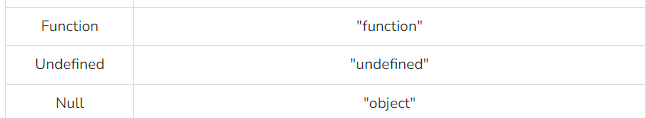 Function "function"
Undefined "undefined"
Null "object"